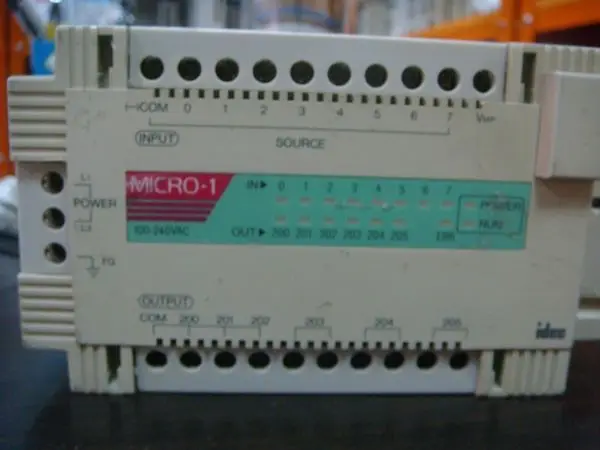 COM 0 1 2 3 4 5 6 7
INPUT SOURCE
L1
POWER
MICRO-1
IN▶ 0 1 2 3 4 5 6 7 POWER
RUN
100-240VAC
OUT▶ 200 201 202 203 204 205 ERR
OUTPUT
COM 200 201 202 203 204 205
idec